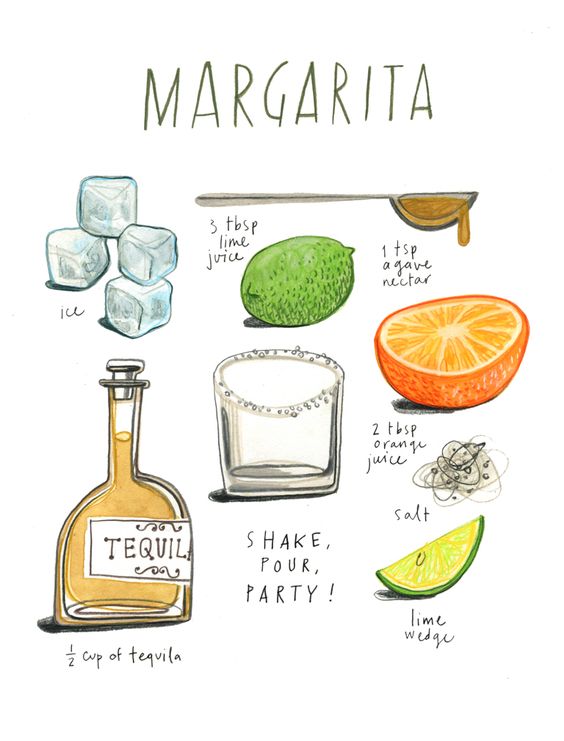 MARGARITA
ice
3 tbsp
lime
juice
1 tsp
agave
nectar
2 tbsp
orange
juice
salt
TEQUILA
SHAKE,
POUR,
PARTY!
lime
wedge
1/2 cup of tequila